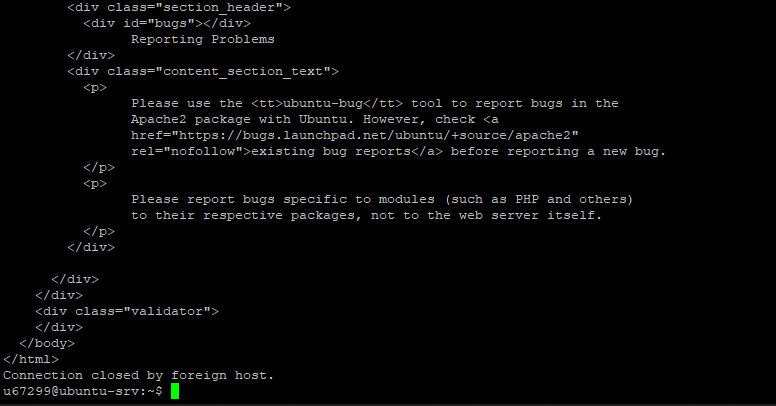 <div class="section_header">
<div id="bugs"></div>
Reporting Problems
</div>
<div class="content_section_text">
<p>
Please use the <tt>ubuntu-bug</tt> tool to report bugs in the
Apache2 package with Ubuntu. However, check <a
href="https://bugs.launchpad.net/ubuntu/+source/apache2"
rel="nofollow">existing bug reports</a> before reporting a new bug.
</p>
<p>
Please report bugs specific to modules (such as PHP and others)
to their respective packages, not to the web server itself.
</p>
</div>
</div>
</div>
<div class="validator">
</div>
</body>
</html>
Connection closed by foreign host.
u67299@ubuntu-srv:~$